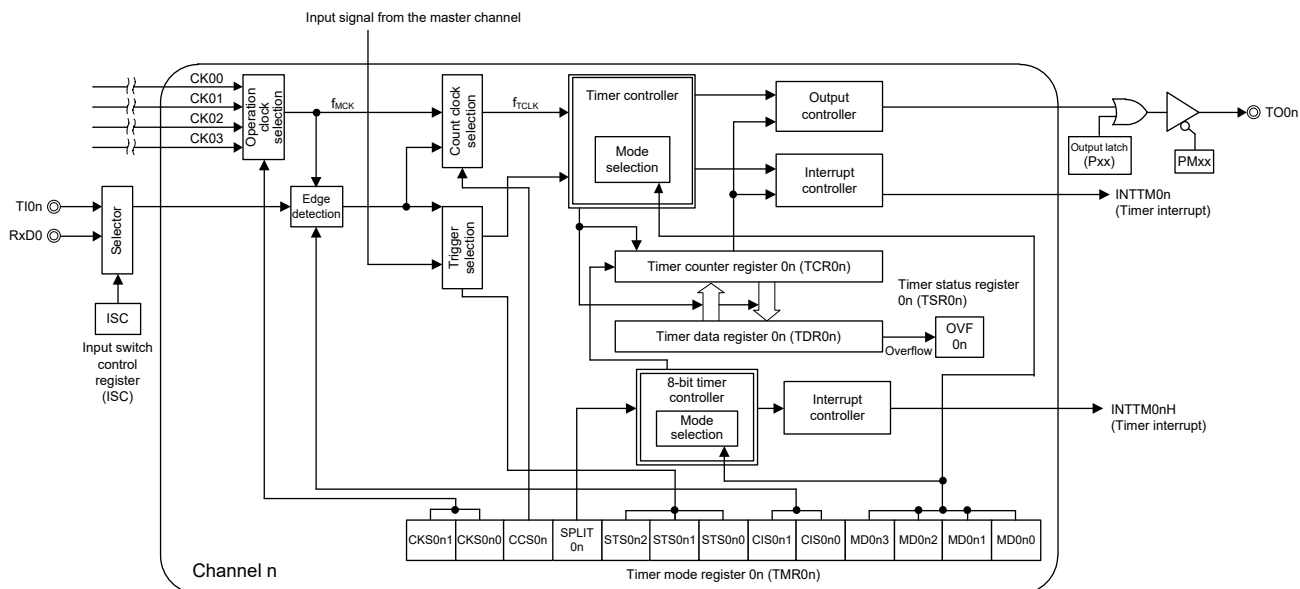 Input signal from the master channel
CK00
CK01
CK02
CK03
Operation
clock
selection
fMCK
Count clock
selection
fTCLK
Timer controller
Mode
selection
Output
controller
TO0n
Output latch
(Pxx)
PMxx
Interrupt
controller
INTTM0n
(Timer interrupt)
TI0n
RxD0
Selector
Edge
detection
Trigger
selection
ISC
Input switch
control
register
(ISC)
Timer counter register 0n (TCR0n)
Timer status register
0n (TSR0n)
Timer data register 0n (TDR0n)
Overflow
OVF
0n
8-bit timer
controller
Mode
selection
Interrupt
controller
INTTM0nH
(Timer interrupt)
CKS0n1
CKS0n0
CCS0n
SPLIT
0n
STS0n2
STS0n1
STS0n0
CIS0n1
CIS0n0
MD0n3
MD0n2
MD0n1
MD0n0
Channel n
Timer mode register 0n (TMR0n)